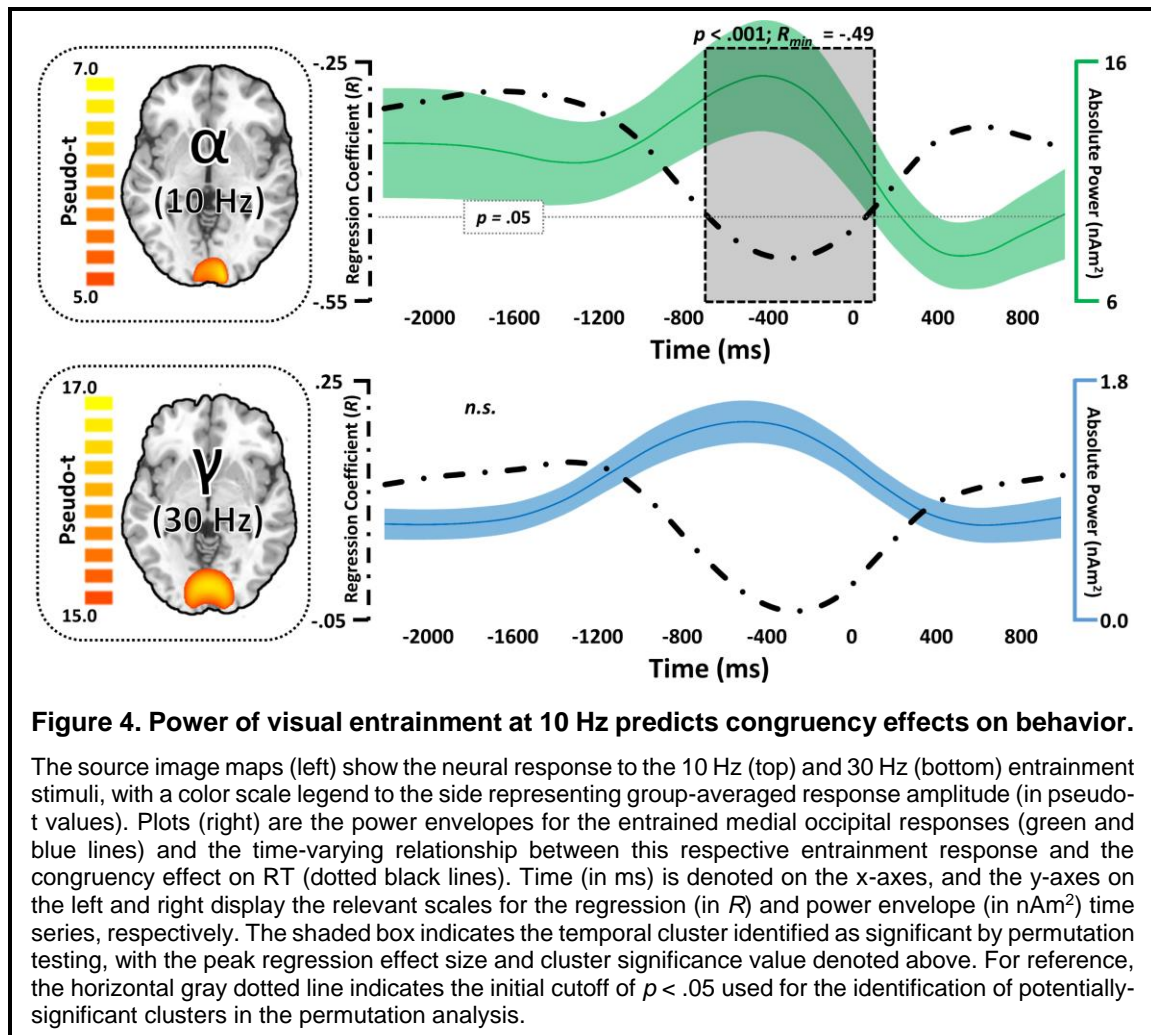 7.0
Pseudo-t
5.0
α
(10 Hz)
p < .001; R_min = -.49
-.25
Regression Coefficient (R)
-.55
p = .05
16
Absolute Power (nAm²)
6
-2000 -1600 -1200 -800 -400 0 400 800
Time (ms)
17.0
Pseudo-t
15.0
γ
(30 Hz)
.25
Regression Coefficient (R)
-.05
n.s.
1.8
Absolute Power (nAm²)
0.0
-2000 -1600 -1200 -800 -400 0 400 800
Time (ms)
Figure 4. Power of visual entrainment at 10 Hz predicts congruency effects on behavior.
The source image maps (left) show the neural response to the 10 Hz (top) and 30 Hz (bottom) entrainment
stimuli, with a color scale legend to the side representing group-averaged response amplitude (in pseudo-
t values). Plots (right) are the power envelopes for the entrained medial occipital responses (green and
blue lines) and the time-varying relationship between this respective entrainment response and the
congruency effect on RT (dotted black lines). Time (in ms) is denoted on the x-axes, and the y-axes on
the left and right display the relevant scales for the regression (in R) and power envelope (in nAm²) time
series, respectively. The shaded box indicates the temporal cluster identified as significant by permutation
testing, with the peak regression effect size and cluster significance value denoted above. For reference,
the horizontal gray dotted line indicates the initial cutoff of p < .05 used for the identification of potentially-
significant clusters in the permutation analysis.